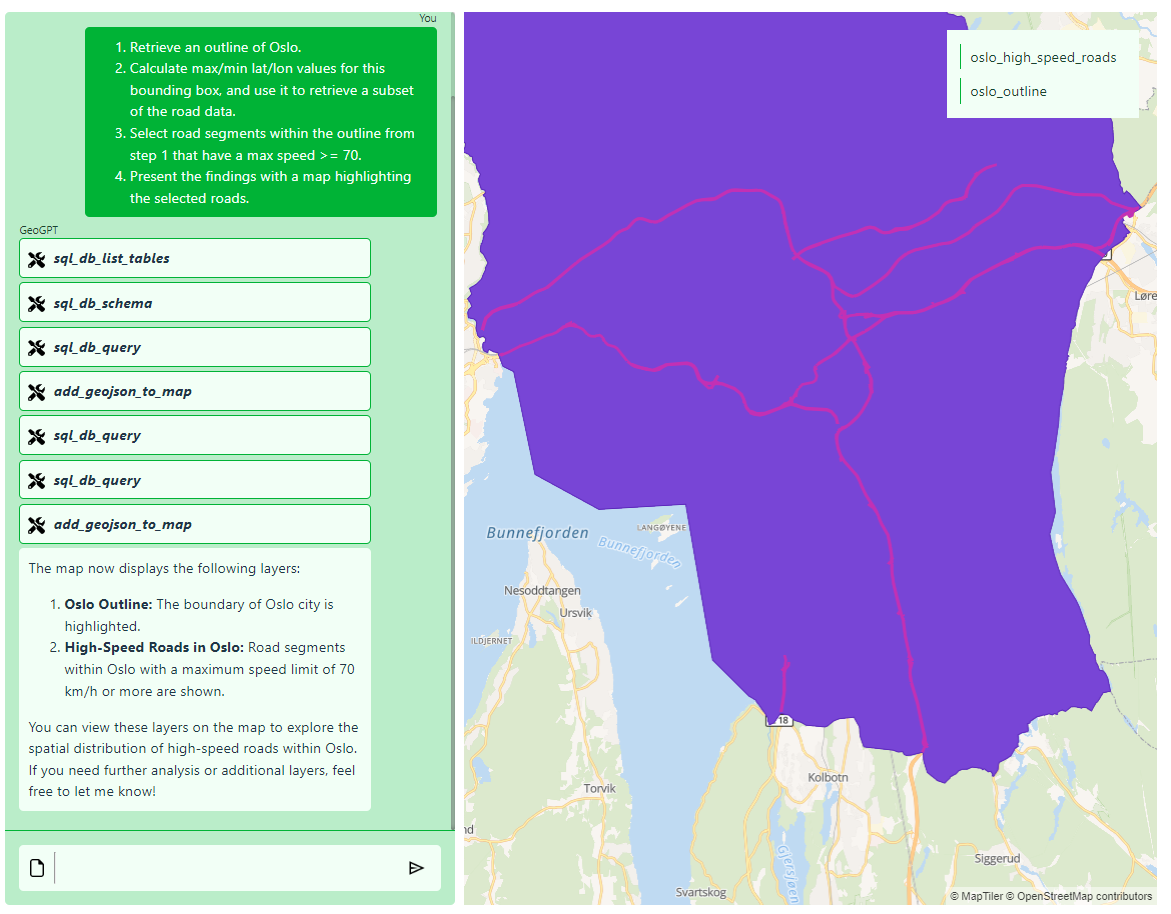 You
1. Retrieve an outline of Oslo.
2. Calculate max/min lat/lon values for this
bounding box, and use it to retrieve a subset
of the road data.
3. Select road segments within the outline from
step 1 that have a max speed >= 70.
4. Present the findings with a map highlighting
the selected roads.
GeoGPT
sql_db_list_tables
sql_db_schema
sql_db_query
add_geojson_to_map
sql_db_query
sql_db_query
add_geojson_to_map
The map now displays the following layers:
1. Oslo Outline: The boundary of Oslo city is
highlighted.
2. High-Speed Roads in Oslo: Road segments
within Oslo with a maximum speed limit of 70
km/h or more are shown.
You can view these layers on the map to explore the
spatial distribution of high-speed roads within Oslo.
If you need further analysis or additional layers, feel
free to let me know!
oslo_high_speed_roads
oslo_outline
Løre
Bunnefjorden
LANGØYENE
Bunnefjorden
Nesoddtangen
Ursvik
ILDJERNET
18
Kolbotn
Torvik
nd
Gjersjøen
Siggerud
Svartskog
© MapTiler © OpenStreetMap contributors